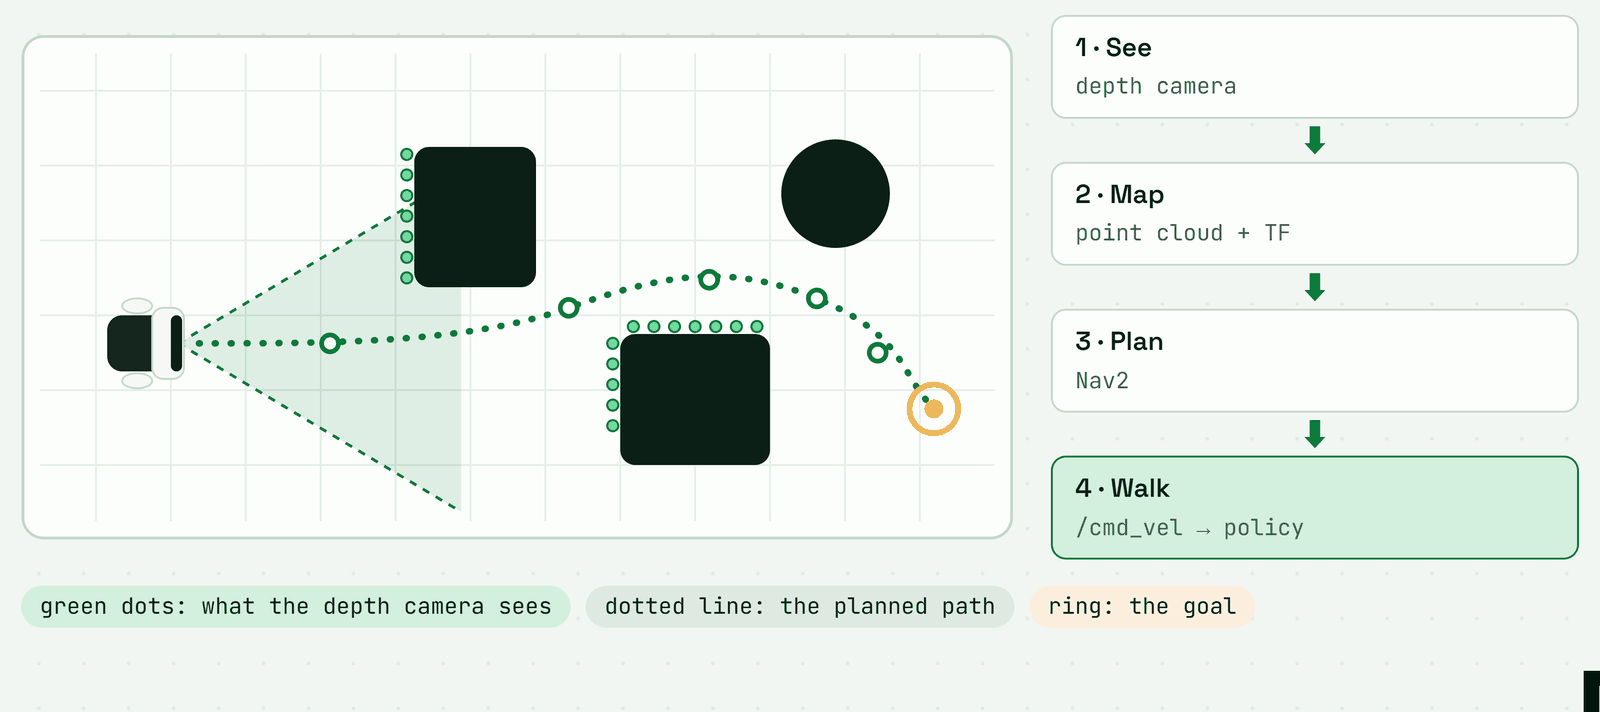 1 · See
depth camera
2 · Map
point cloud + TF
3 · Plan
Nav2
4 · Walk
/cmd_vel → policy
green dots: what the depth camera sees
dotted line: the planned path
ring: the goal